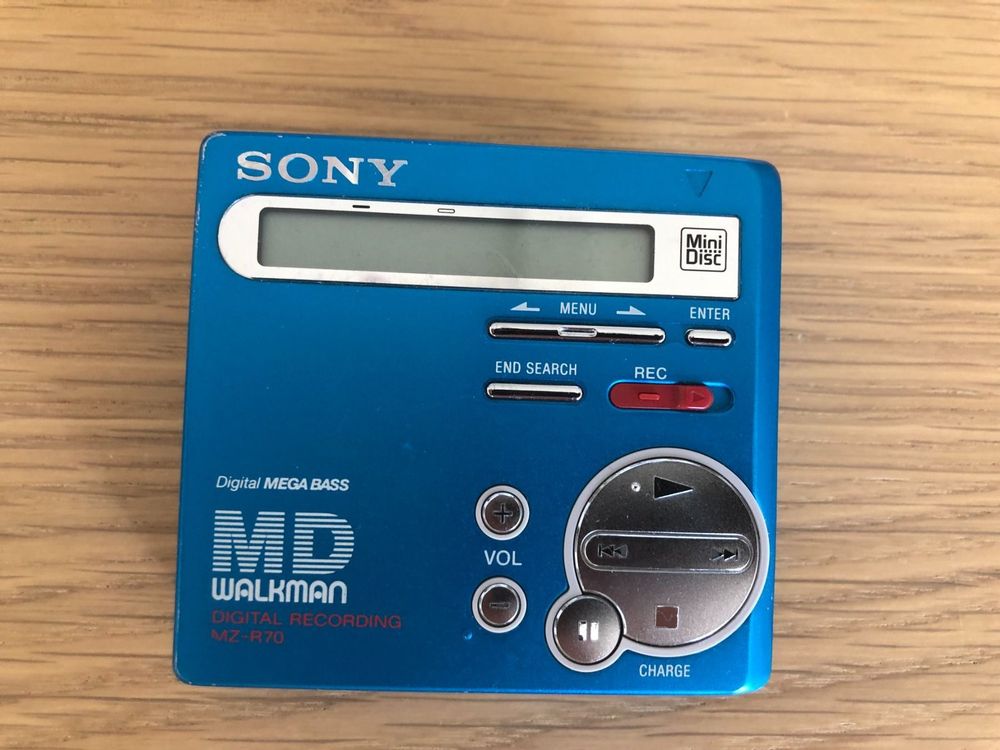 SONY
Mini
Disc
MENU
ENTER
END SEARCH
REC
Digital MEGA BASS
MD
WALKMAN
DIGITAL RECORDING
MZ-R70
VOL
CHARGE